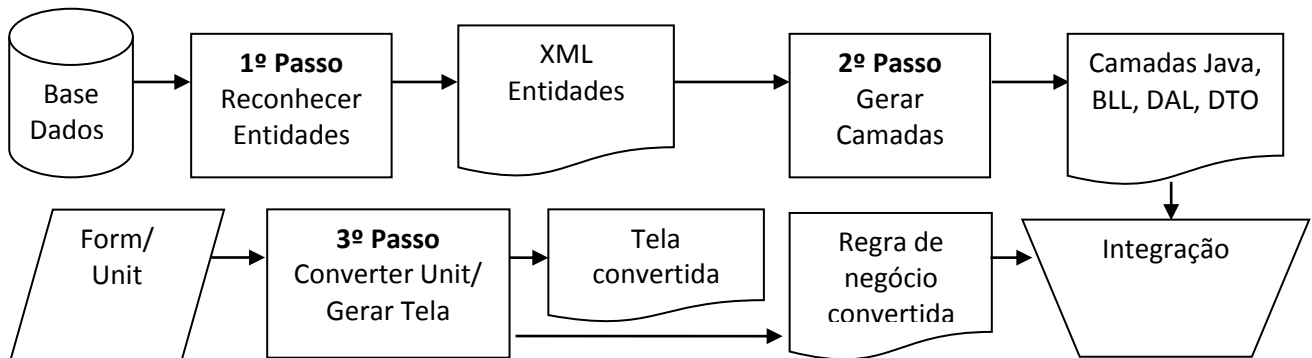 Base
Dados
1º Passo
Reconhecer
Entidades
XML
Entidades
2º Passo
Gerar
Camadas
Camadas Java,
BLL, DAL, DTO
Form/
Unit
3º Passo
Converter Unit/
Gerar Tela
Tela
convertida
Regra de
negócio
convertida
Integração